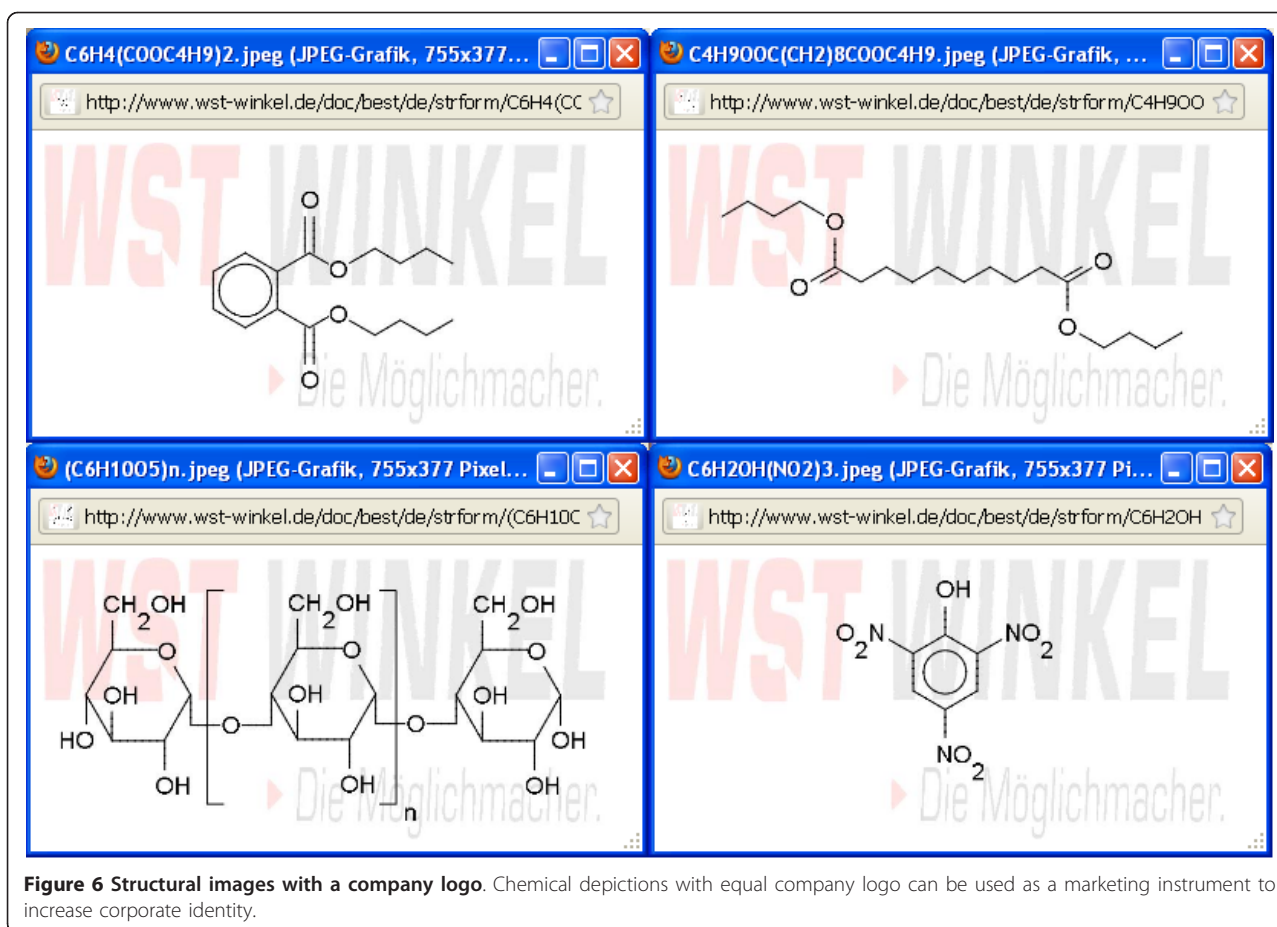 C6H4(COOC4H9)2.jpeg (JPEG-Grafik, 755x377...
http://www.wst-winkel.de/doc/best/de/strform/C6H4(CC
WST WINKEL
O
O
O
O
Die Möglichmacher.
C4H9OOC(CH2)8COOC4H9.jpeg (JPEG-Grafik, ...
http://www.wst-winkel.de/doc/best/de/strform/C4H9OO
WST WINKEL
O
O
O
O
Die Möglichmacher.
(C6H10O5)n.jpeg (JPEG-Grafik, 755x377 Pixel...
http://www.wst-winkel.de/doc/best/de/strform/(C6H10C
WST WINKEL
CH2OH CH2OH CH2OH
O O O
OH OH OH
HO O O OH
OH OH OH
n
Die Möglichmacher.
C6H2OH(NO2)3.jpeg (JPEG-Grafik, 755x377 Pi...
http://www.wst-winkel.de/doc/best/de/strform/C6H2OH
WST WINKEL
OH
O2N NO2
NO2
Die Möglichmacher.
Figure 6 Structural images with a company logo. Chemical depictions with equal company logo can be used as a marketing instrument to
increase corporate identity.